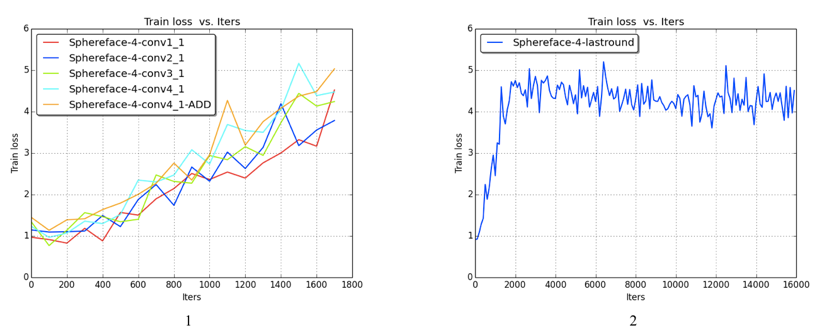 Train loss vs. Iters
6
5
4
3
2
1
0
Train loss
Sphereface-4-conv1_1
Sphereface-4-conv2_1
Sphereface-4-conv3_1
Sphereface-4-conv4_1
Sphereface-4-conv4_1-ADD
0 200 400 600 800 1000 1200 1400 1600 1800
Iters
1
Train loss vs. Iters
6
5
4
3
2
1
0
Train loss
Sphereface-4-lastround
0 2000 4000 6000 8000 10000 12000 14000 16000
Iters
2